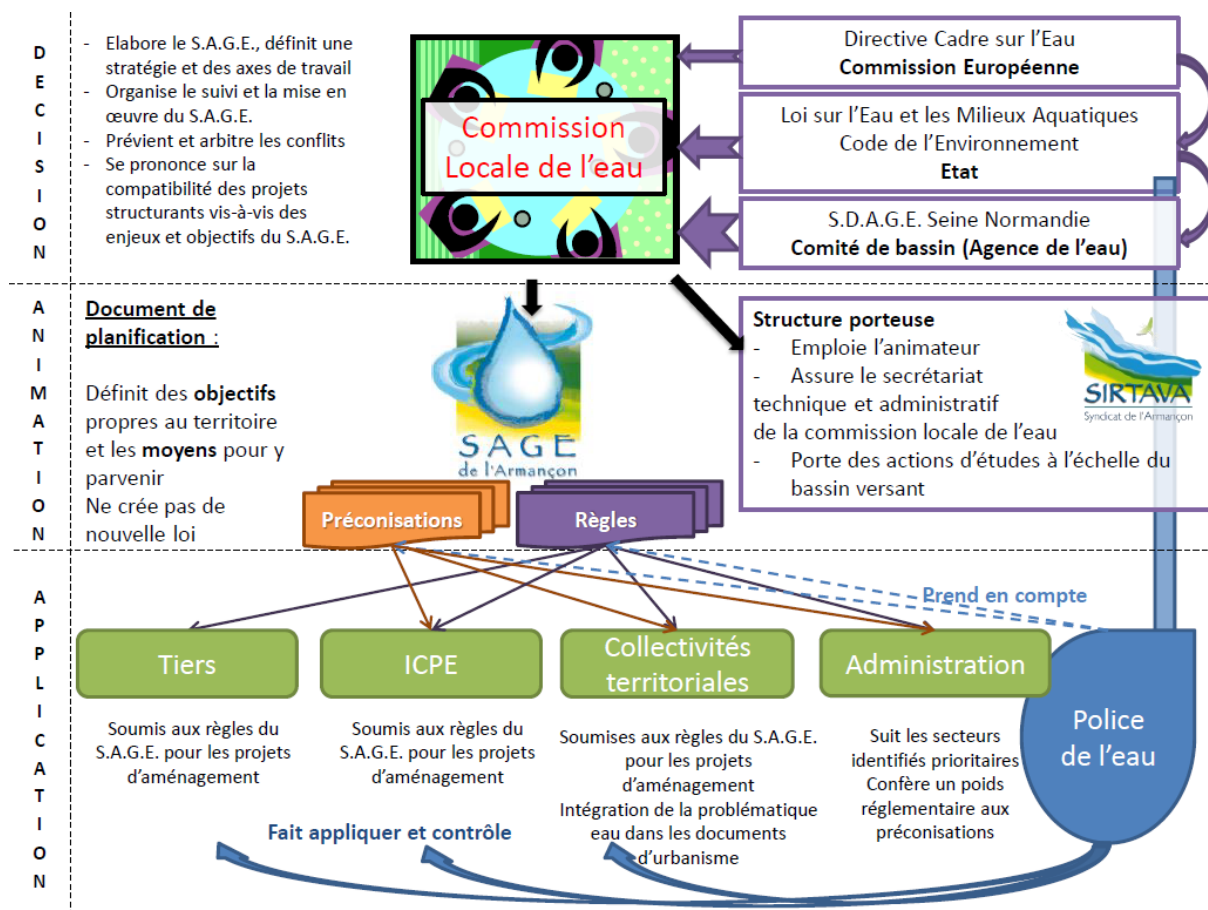 DECISION
- Elabore le S.A.G.E., définit une
stratégie et des axes de travail
- Organise le suivi et la mise en
œuvre du S.A.G.E.
- Prévient et arbitre les conflits
- Se prononce sur la
compatibilité des projets
structurants vis-à-vis des
enjeux et objectifs du S.A.G.E.
Commission
Locale de l'eau
Directive Cadre sur l'Eau
Commission Européenne
Loi sur l'Eau et les Milieux Aquatiques
Code de l'Environnement
Etat
S.D.A.G.E. Seine Normandie
Comité de bassin (Agence de l'eau)
ANIMATION
Document de
planification :
Définit des objectifs
propres au territoire
et les moyens pour y
parvenir
Ne crée pas de
nouvelle loi
SAGE
de l'Armançon
Structure porteuse
- Emploie l'animateur
- Assure le secrétariat
technique et administratif
de la commission locale de l'eau
- Porte des actions d'études à l'échelle du
bassin versant
SIRTAVA
Syndicat de l'Armançon
Préconisations
Règles
APPLICATION
Prend en compte
Tiers
ICPE
Collectivités
territoriales
Administration
Police
de l'eau
Soumis aux règles du
S.A.G.E. pour les projets
d'aménagement
Soumis aux règles du
S.A.G.E. pour les projets
d'aménagement
Soumises aux règles du S.A.G.E.
pour les projets
d'aménagement
Intégration de la problématique
eau dans les documents
d'urbanisme
Suit les secteurs
identifiés prioritaires
Confère un poids
réglementaire aux
préconisations
Fait appliquer et contrôle